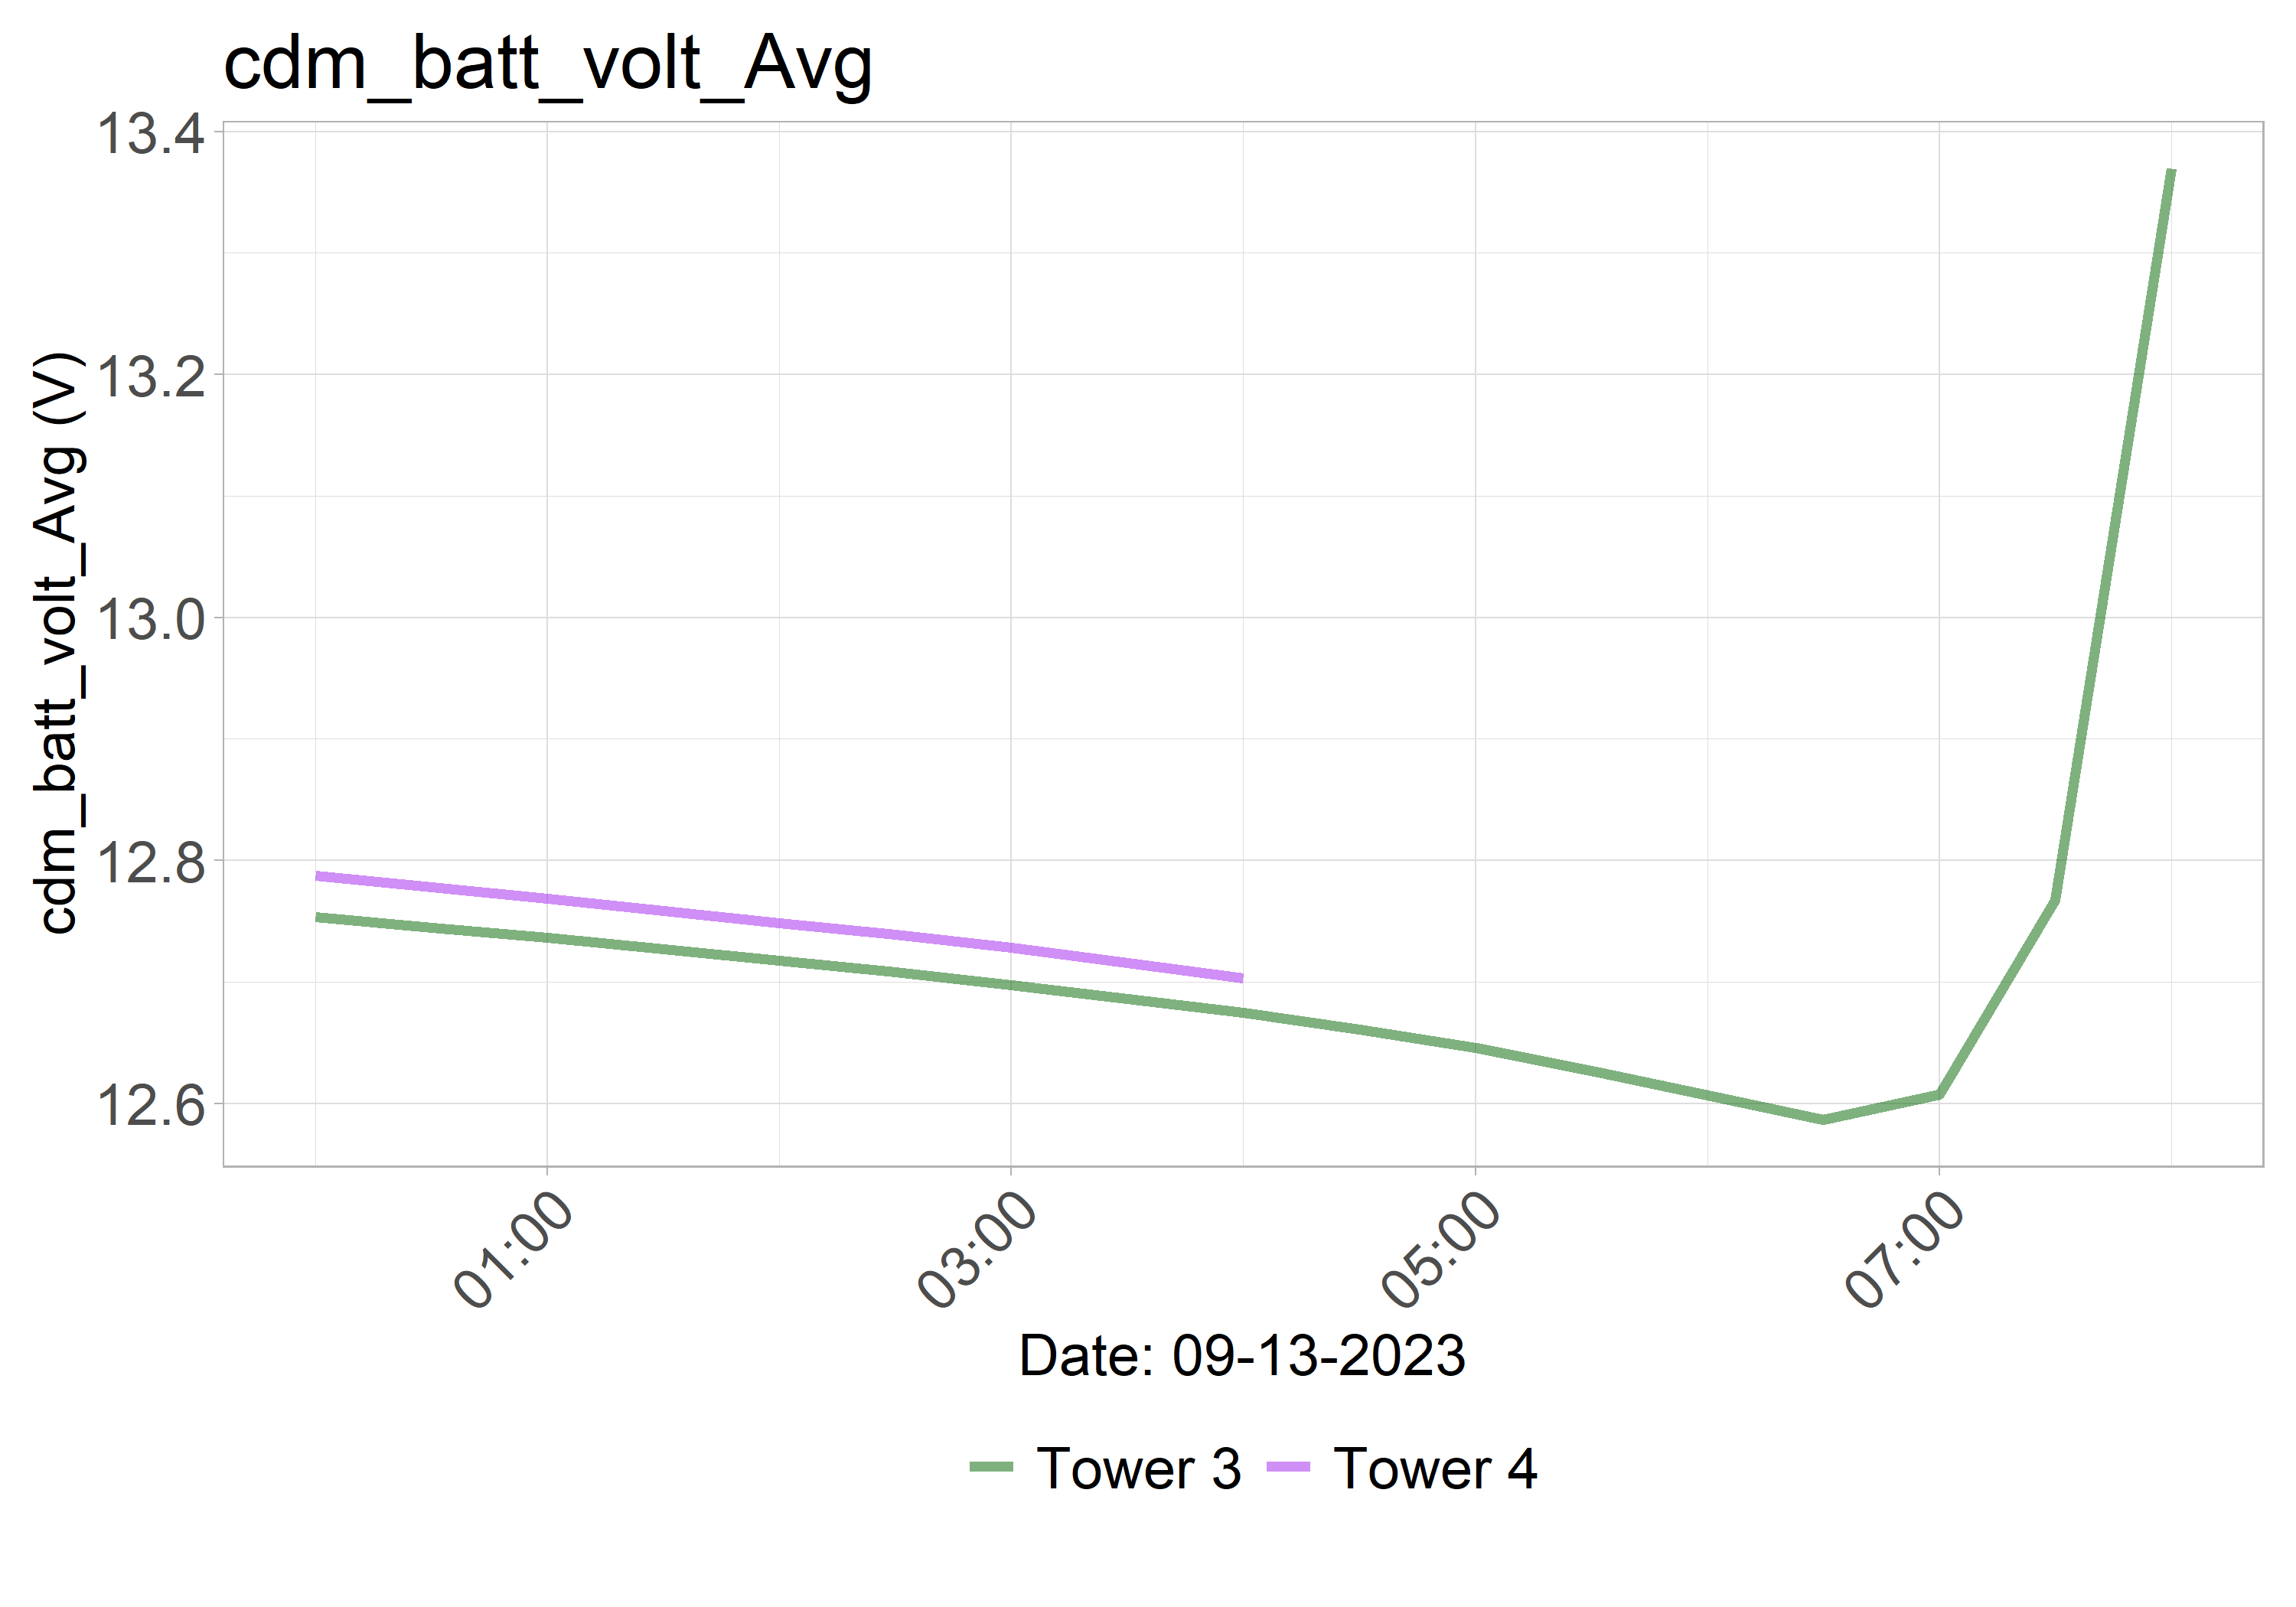 cdm_batt_volt_Avg
cdm_batt_volt_Avg (V)
13.4
13.2
13.0
12.8
12.6
01:00
03:00
05:00
07:00
Date: 09-13-2023
Tower 3
Tower 4